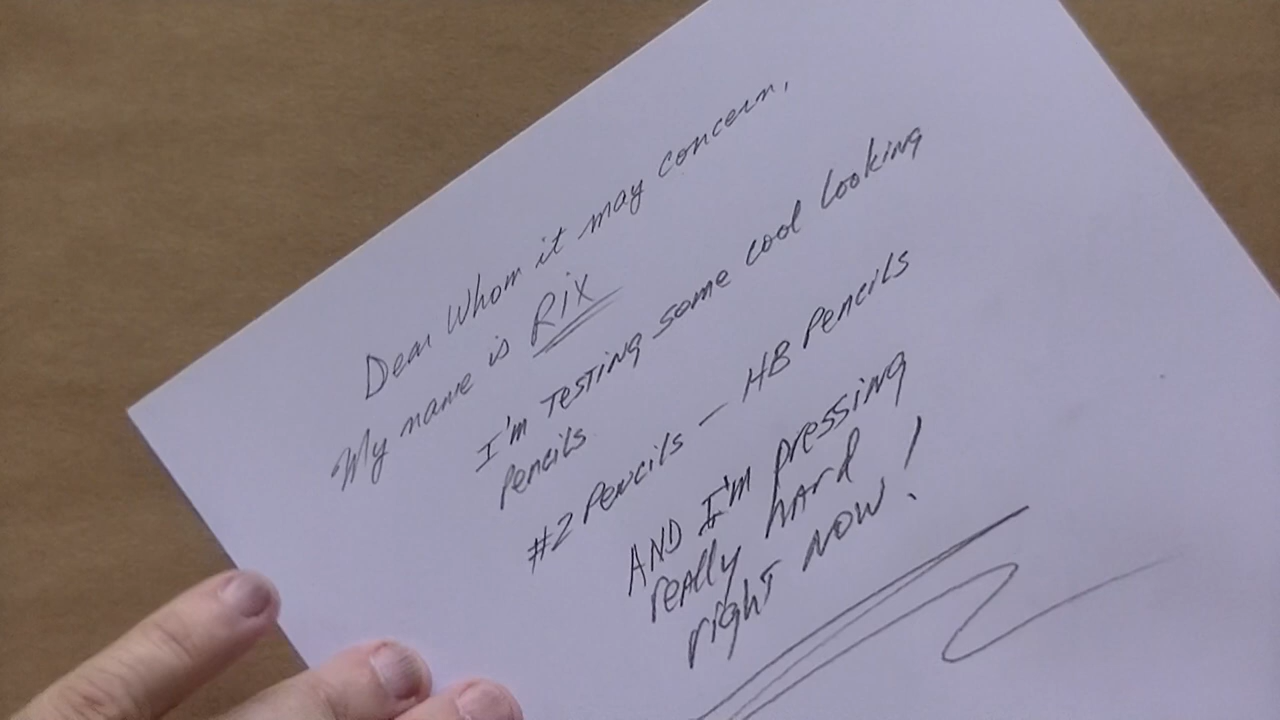 Dear Whom it may concern,
My name is RiX
I'm TESTING some cool looking
pencils
#2 Pencils — HB Pencils
AND I'm pressing
reAlly hARd
right NOW!